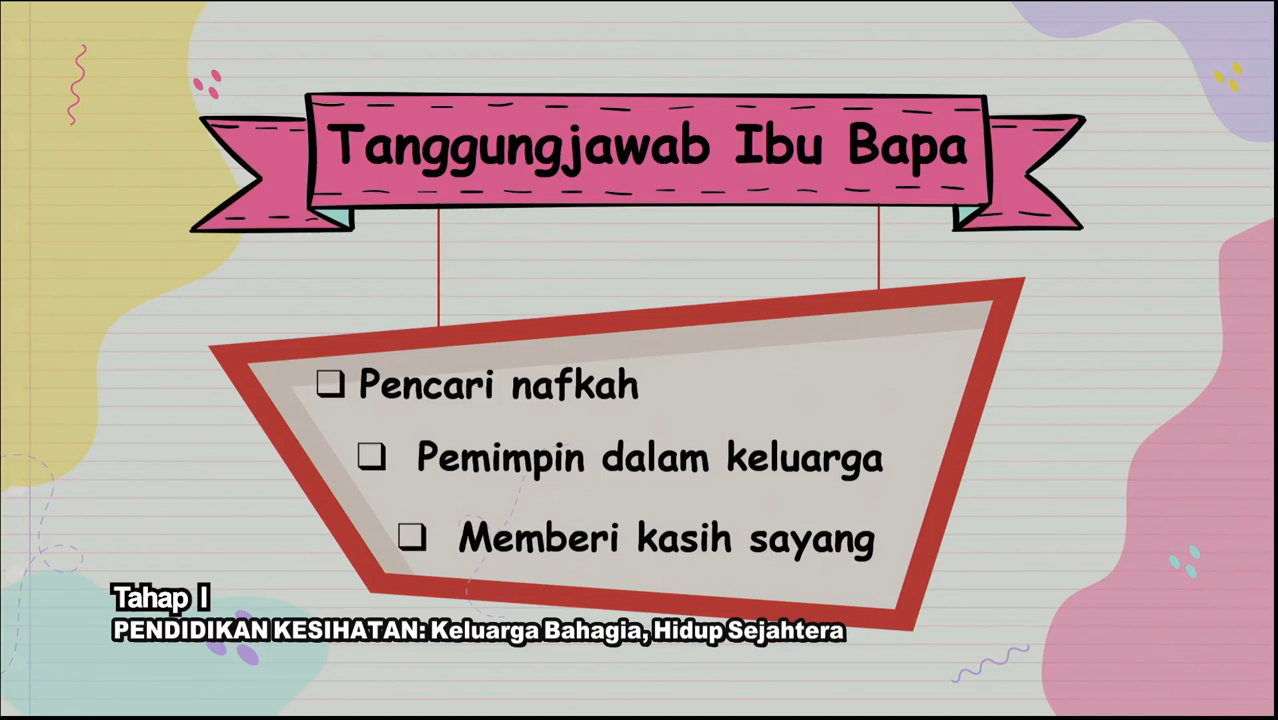 Tanggungjawab Ibu Bapa
❑ Pencari nafkah
❑ Pemimpin dalam keluarga
❑ Memberi kasih sayang
Tahap I
PENDIDIKAN KESIHATAN: Keluarga Bahagia, Hidup Sejahtera